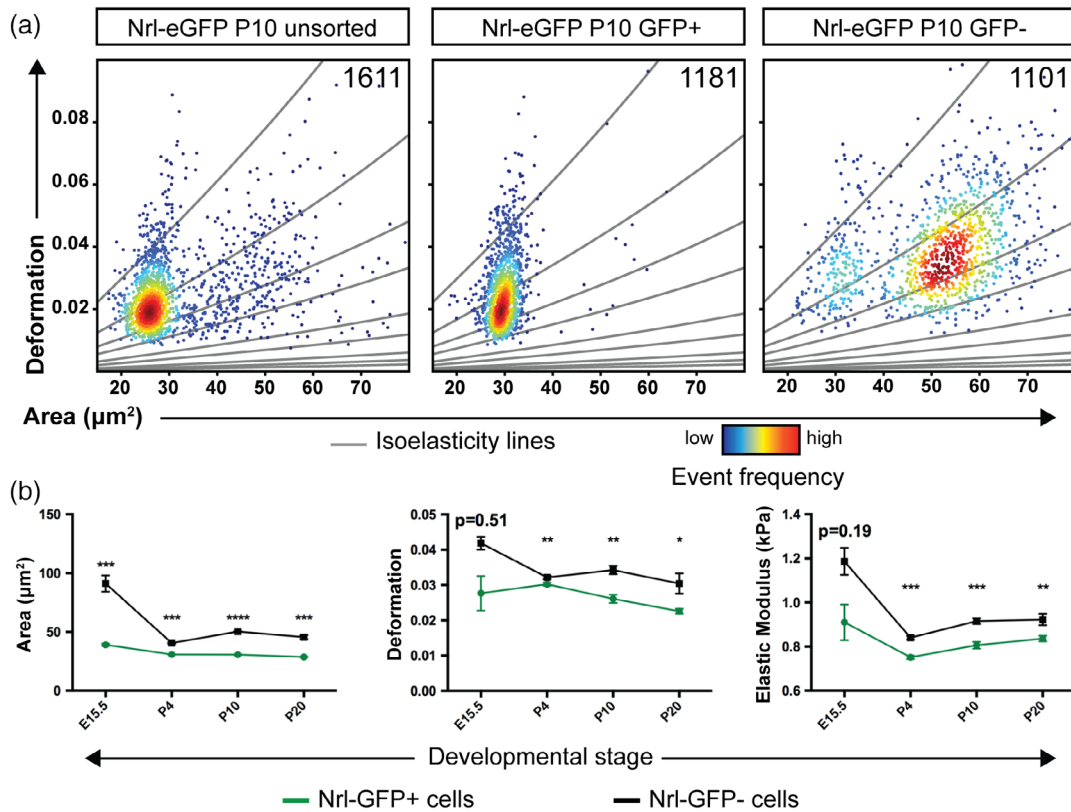 (a)
Nrl-eGFP P10 unsorted
Nrl-eGFP P10 GFP+
Nrl-eGFP P10 GFP-
1611
1181
1101
Deformation
0.08
0.06
0.04
0.02
20 30 40 50 60 70
20 30 40 50 60 70
20 30 40 50 60 70
Area (µm²)
Isoelasticity lines
low
high
Event frequency
(b)
Area (µm²)
150
100
50
0
***
***
****
***
E15.5
P4
P10
P20
Deformation
0.05
0.04
0.03
0.02
0.01
0.00
p=0.51
**
**
*
E15.5
P4
P10
P20
Elastic Modulus (kPa)
1.4
1.2
1.0
0.8
0.6
p=0.19
***
***
**
E15.5
P4
P10
P20
Developmental stage
Nrl-GFP+ cells
Nrl-GFP- cells